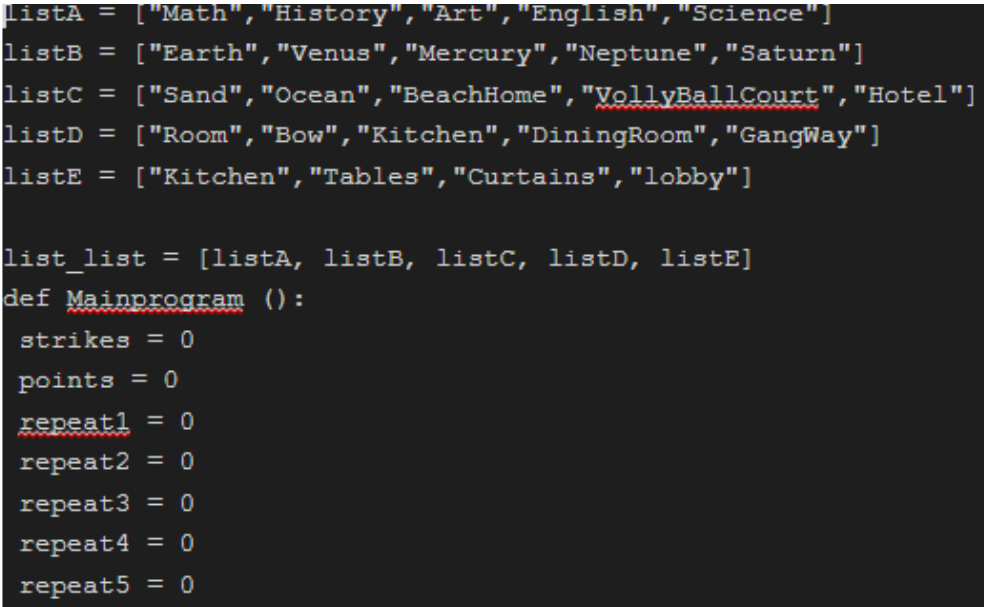 listA = ["Math","History","Art","English","Science"]
listB = ["Earth","Venus","Mercury","Neptune","Saturn"]
listC = ["Sand","Ocean","BeachHome","VollyBallCourt","Hotel"]
listD = ["Room","Bow","Kitchen","DiningRoom","GangWay"]
listE = ["Kitchen","Tables","Curtains","lobby"]
list_list = [listA, listB, listC, listD, listE]
def Mainprogram ():
strikes = 0
points = 0
repeat1 = 0
repeat2 = 0
repeat3 = 0
repeat4 = 0
repeat5 = 0